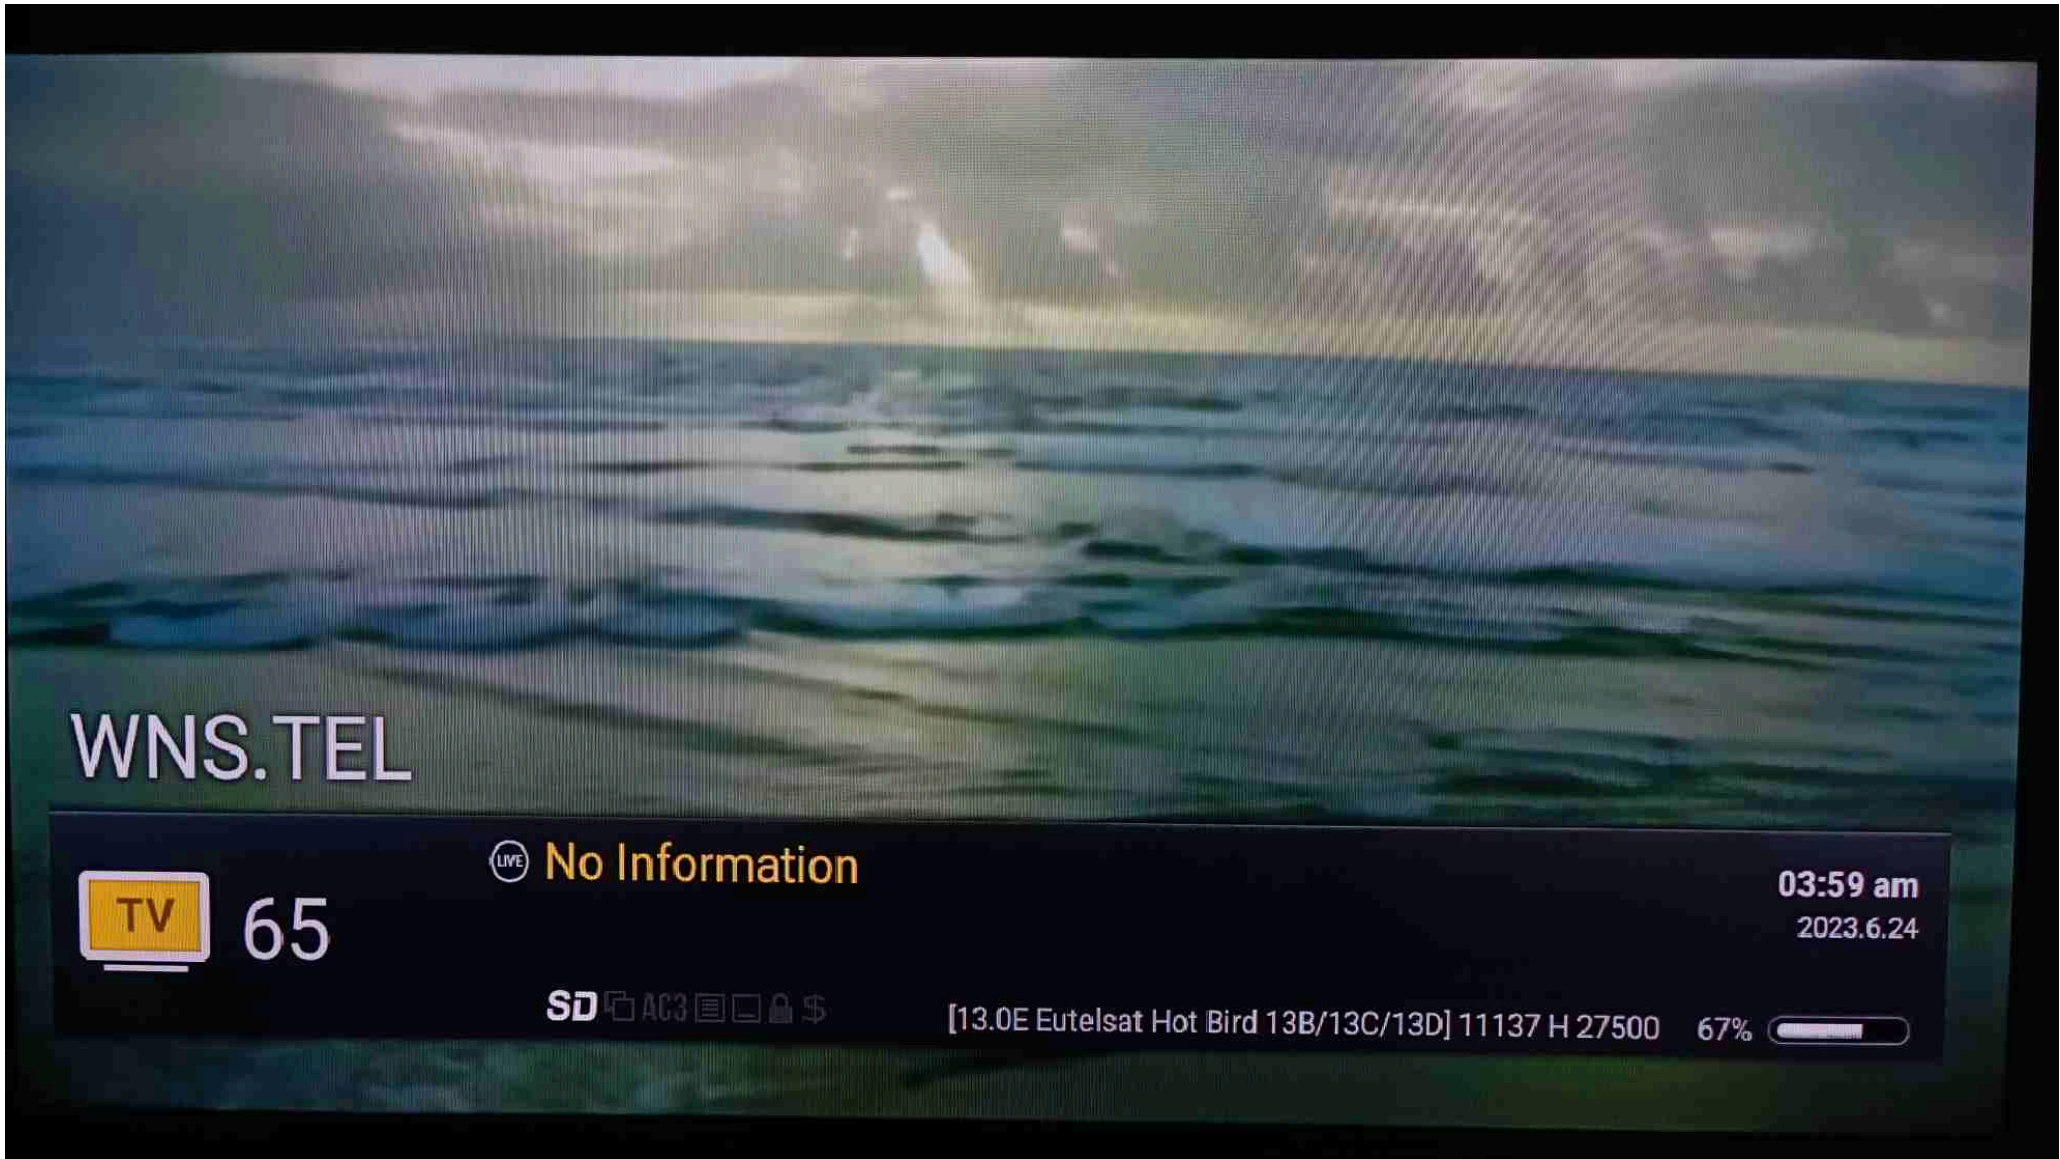 WNS.TEL
LIVE No Information
TV 65
03:59 am
2023.6.24
SD AC3 $
[13.0E Eutelsat Hot Bird 13B/13C/13D] 11137 H 27500 67%